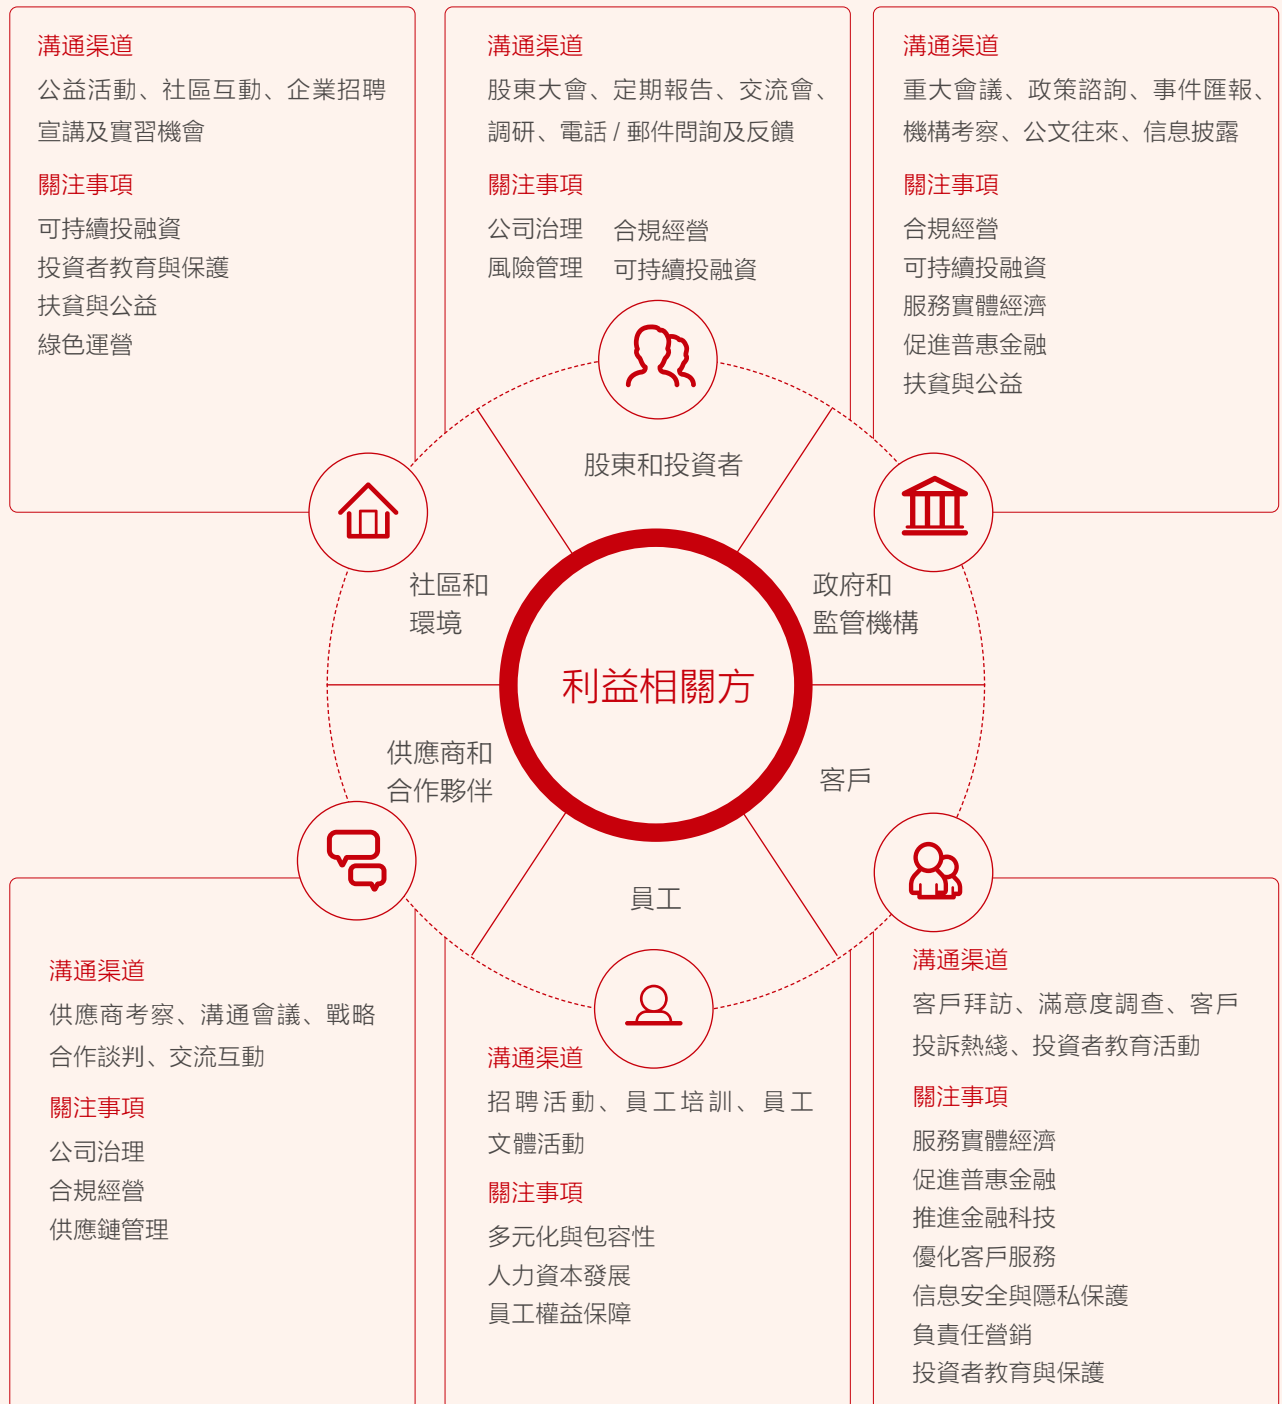 溝通渠道
公益活動、社區互動、企業招聘
宣講及實習機會
關注事項
可持續投融資
投資者教育與保護
扶貧與公益
綠色運營
溝通渠道
股東大會、定期報告、交流會、
調研、電話 / 郵件問詢及反饋
關注事項
公司治理 合規經營
風險管理 可持續投融資
溝通渠道
重大會議、政策諮詢、事件匯報、
機構考察、公文往來、信息披露
關注事項
合規經營
可持續投融資
服務實體經濟
促進普惠金融
扶貧與公益
股東和投資者
社區和
環境
政府和
監管機構
利益相關方
供應商和
合作夥伴
客戶
員工
溝通渠道
供應商考察、溝通會議、戰略
合作談判、交流互動
關注事項
公司治理
合規經營
供應鏈管理
溝通渠道
招聘活動、員工培訓、員工
文體活動
關注事項
多元化與包容性
人力資本發展
員工權益保障
溝通渠道
客戶拜訪、滿意度調查、客戶
投訴熱綫、投資者教育活動
關注事項
服務實體經濟
促進普惠金融
推進金融科技
優化客戶服務
信息安全與隱私保護
負責任營銷
投資者教育與保護